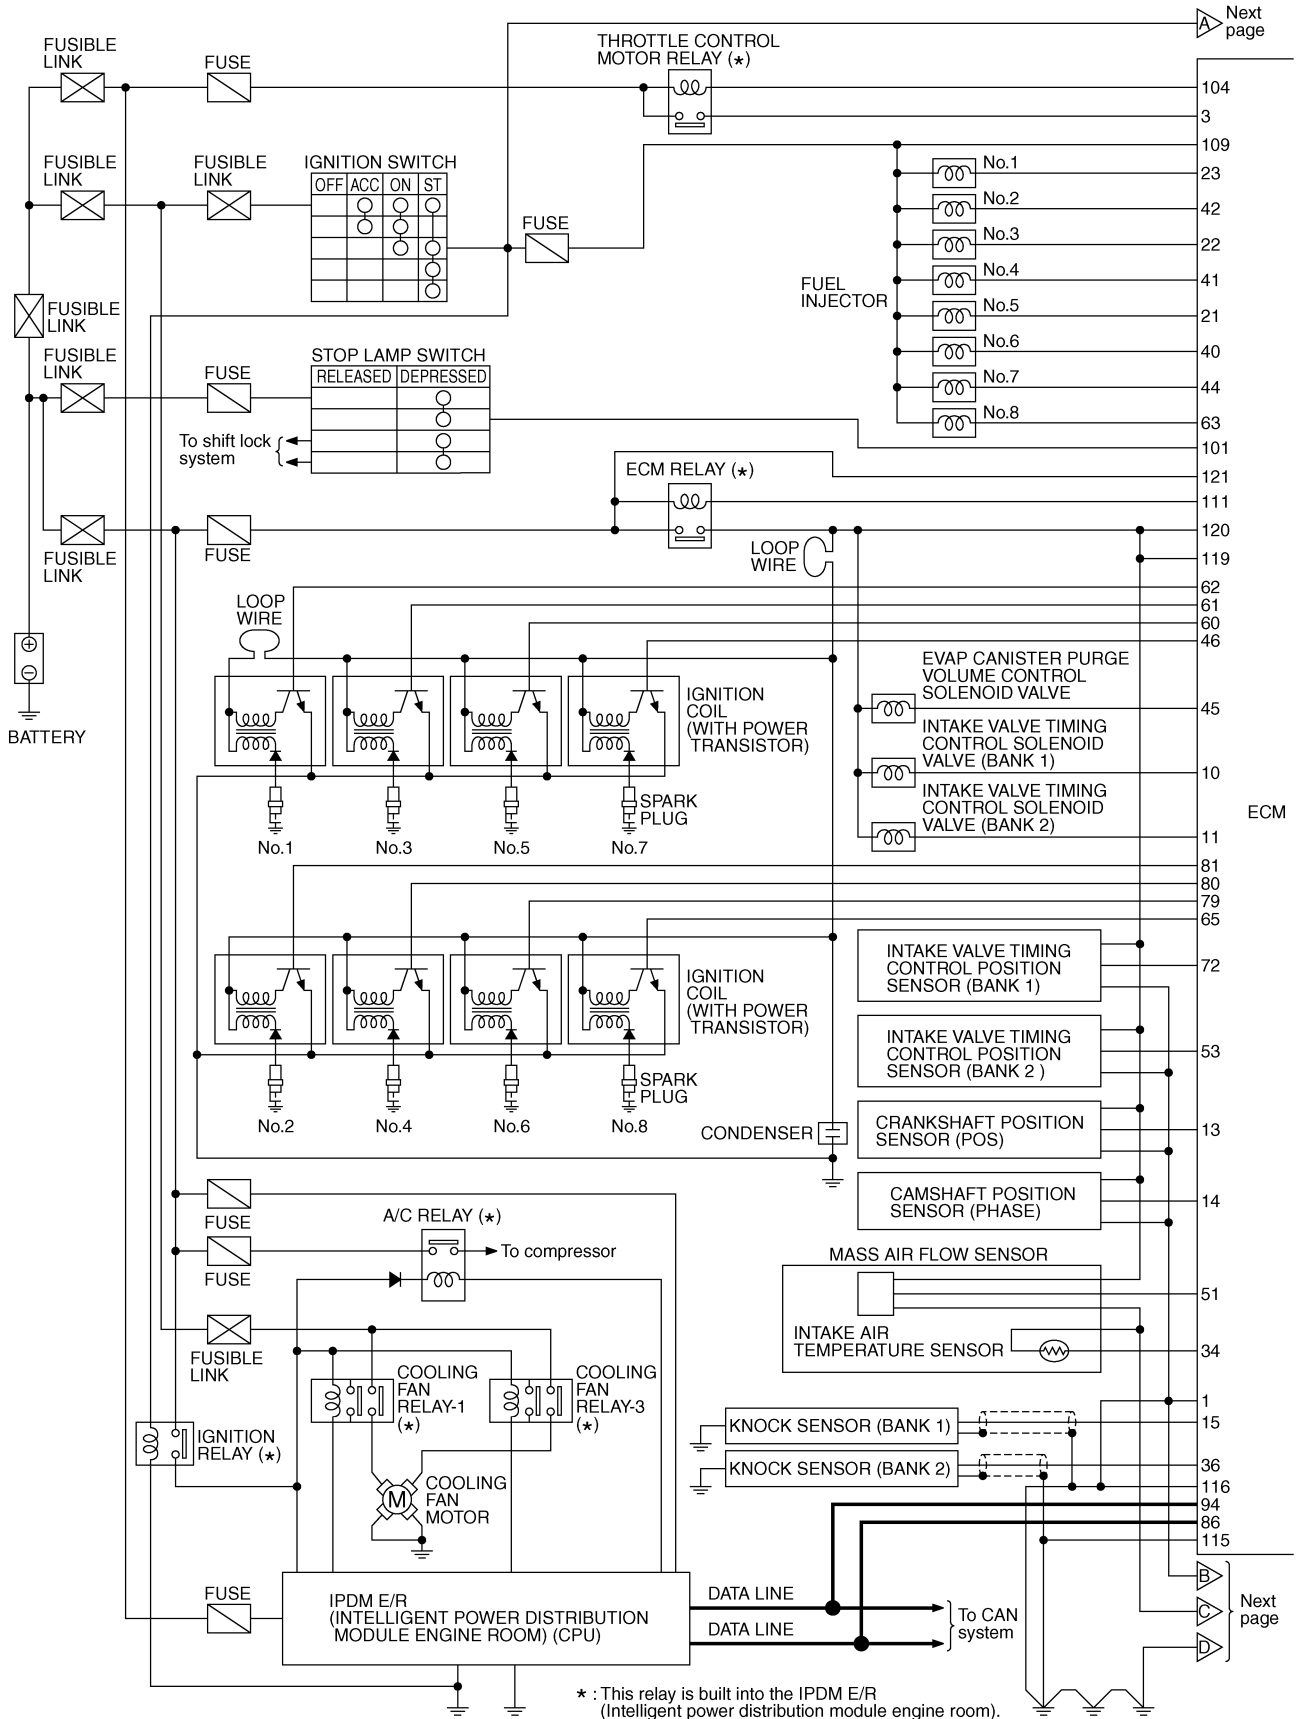 A
Next
page
FUSIBLE
LINK
FUSE
THROTTLE CONTROL
MOTOR RELAY (*)
104
3
109
FUSIBLE
LINK
FUSIBLE
LINK
IGNITION SWITCH
OFF ACC ON ST
FUSE
No.1
23
No.2
42
No.3
22
FUEL
INJECTOR
No.4
41
No.5
21
No.6
40
No.7
44
No.8
63
FUSIBLE
LINK
FUSIBLE
LINK
FUSE
STOP LAMP SWITCH
RELEASED DEPRESSED
To shift lock
system
101
121
ECM RELAY (*)
111
120
119
FUSIBLE
LINK
FUSE
LOOP
WIRE
62
61
60
46
LOOP
WIRE
BATTERY
IGNITION
COIL
(WITH POWER
TRANSISTOR)
SPARK
PLUG
No.1
No.3
No.5
No.7
EVAP CANISTER PURGE
VOLUME CONTROL
SOLENOID VALVE
45
INTAKE VALVE TIMING
CONTROL SOLENOID
VALVE (BANK 1)
10
INTAKE VALVE TIMING
CONTROL SOLENOID
VALVE (BANK 2)
11
ECM
81
80
79
65
IGNITION
COIL
(WITH POWER
TRANSISTOR)
SPARK
PLUG
No.2
No.4
No.6
No.8
INTAKE VALVE TIMING
CONTROL POSITION
SENSOR (BANK 1)
72
INTAKE VALVE TIMING
CONTROL POSITION
SENSOR (BANK 2 )
53
CONDENSER
CRANKSHAFT POSITION
SENSOR (POS)
13
CAMSHAFT POSITION
SENSOR (PHASE)
14
FUSE
A/C RELAY (*)
To compressor
FUSE
MASS AIR FLOW SENSOR
51
INTAKE AIR
TEMPERATURE SENSOR
34
FUSIBLE
LINK
COOLING
FAN
RELAY-1
(*)
COOLING
FAN
RELAY-3
(*)
IGNITION
RELAY (*)
M
COOLING
FAN
MOTOR
1
KNOCK SENSOR (BANK 1)
15
KNOCK SENSOR (BANK 2)
36
116
94
86
115
FUSE
IPDM E/R
(INTELLIGENT POWER DISTRIBUTION
MODULE ENGINE ROOM) (CPU)
DATA LINE
DATA LINE
To CAN
system
B
C
D
Next
page
* : This relay is built into the IPDM E/R
(Intelligent power distribution module engine room).